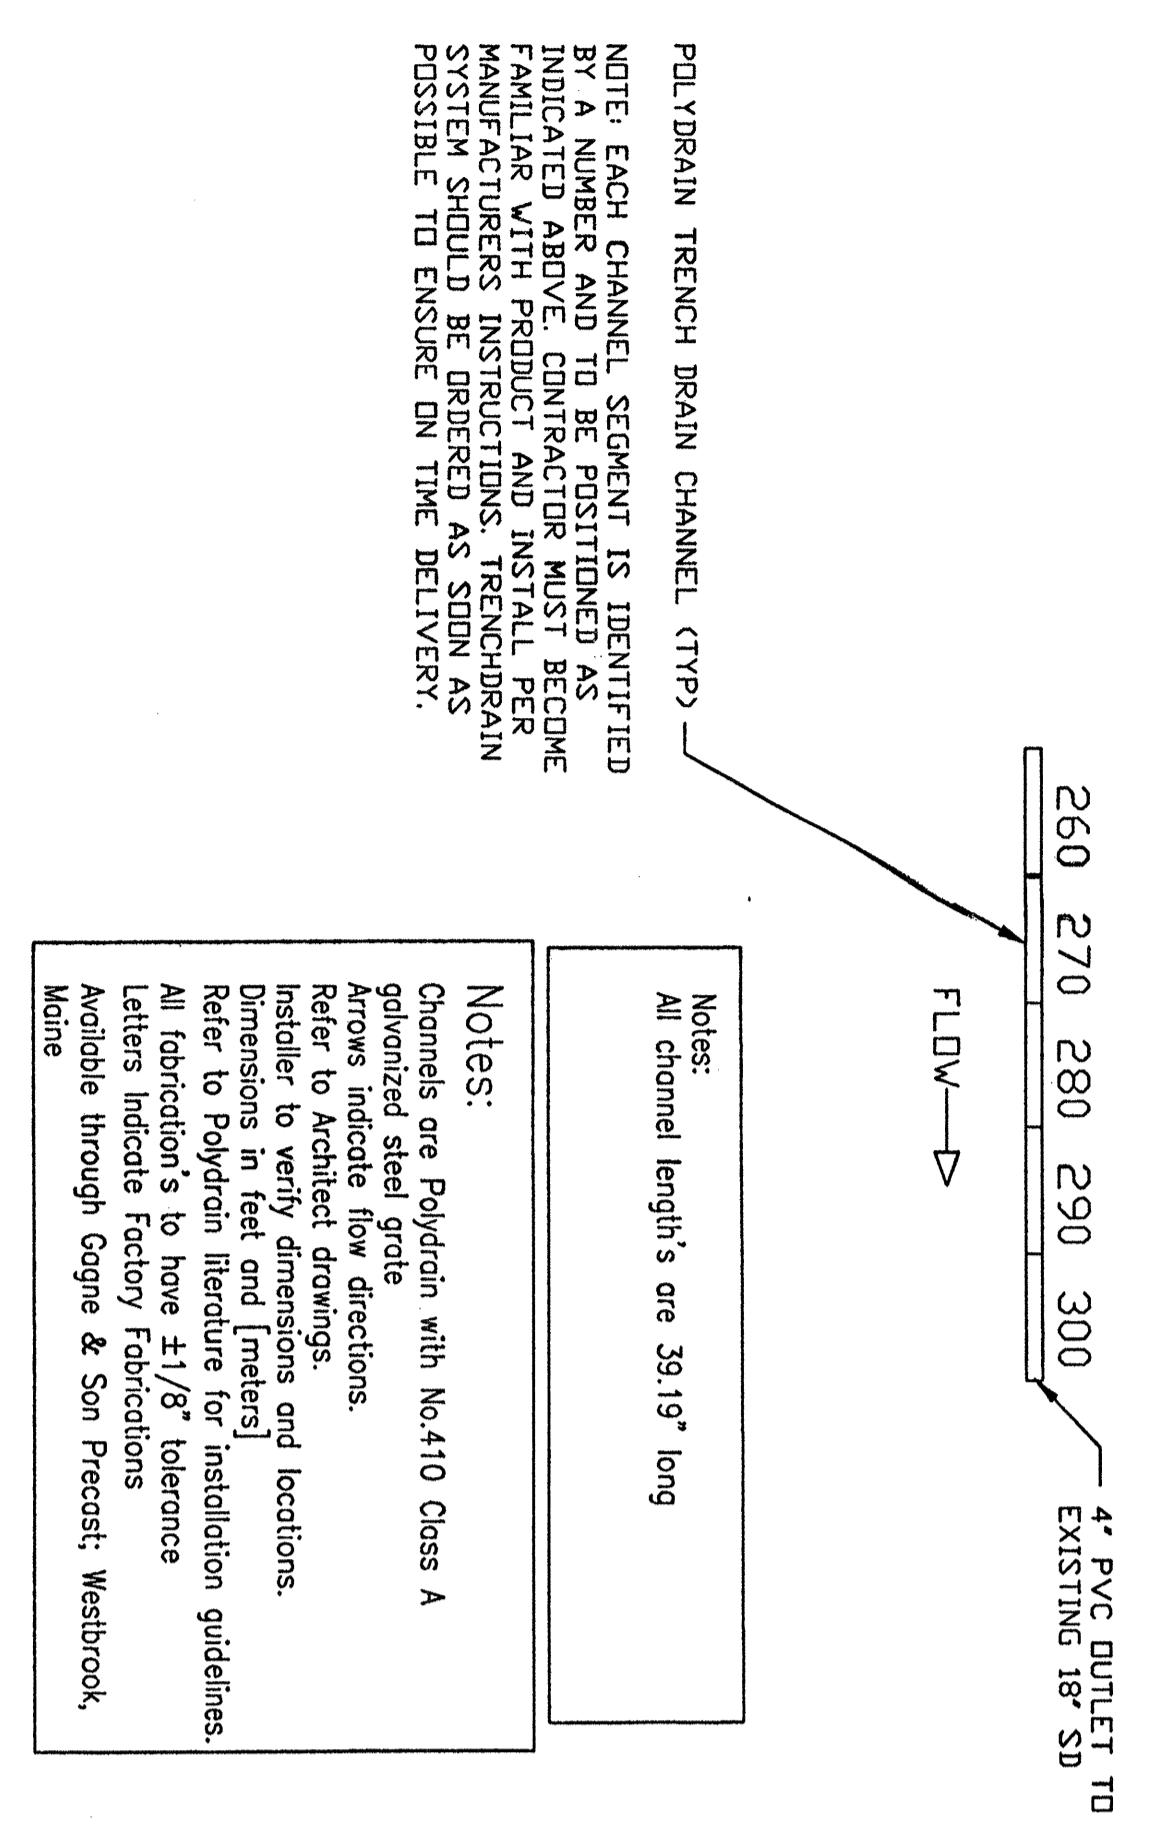 260 270 280 290 300
4" PVC OUTLET TO
EXISTING 18" SD
FLOW
POLYDRAIN TRENCH DRAIN CHANNEL (TYP)
NOTE: EACH CHANNEL SEGMENT IS IDENTIFIED
BY A NUMBER AND TO BE POSITIONED AS
INDICATED ABOVE. CONTRACTOR MUST BECOME
FAMILIAR WITH PRODUCT AND INSTALL PER
MANUFACTURERS INSTRUCTIONS. TRENCHDRAIN
SYSTEM SHOULD BE ORDERED AS SOON AS
POSSIBLE TO ENSURE ON TIME DELIVERY.
Notes:
All channel length's are 39.19" long
Notes:
Channels are Polydrain with No.410 Class A
galvanized steel grate
Arrows indicate flow directions.
Refer to Architect drawings.
Installer to verify dimensions and locations.
Dimensions in feet and [meters]
Refer to Polydrain literature for installation guidelines.
All fabrication's to have ±1/8" tolerance
Letters Indicate Factory Fabrications
Available through Gagne & Son Precast; Westbrook,
Maine